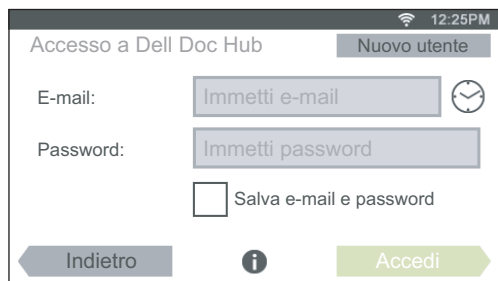 12:25PM
Accesso a Dell Doc Hub Nuovo utente
E-mail: Immetti e-mail
Password: Immetti password
Salva e-mail e password
Indietro i Accedi